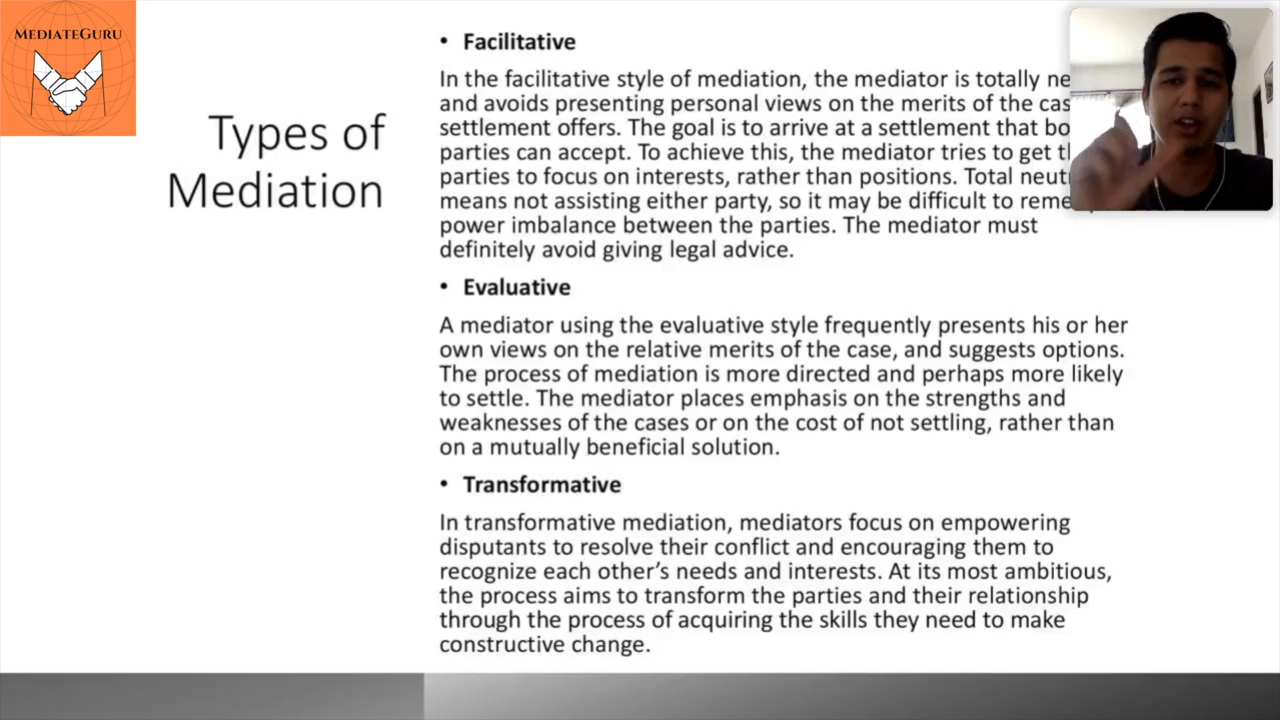 MEDIATEGURU
Types of
Mediation
• Facilitative
In the facilitative style of mediation, the mediator is totally
and avoids presenting personal views on the merits of the
settlement offers. The goal is to arrive at a settlement that
parties can accept. To achieve this, the mediator tries to get
parties to focus on interests, rather than positions. Total
means not assisting either party, so it may be difficult to
power imbalance between the parties. The mediator must
definitely avoid giving legal advice.
• Evaluative
A mediator using the evaluative style frequently presents his or her
own views on the relative merits of the case, and suggests options.
The process of mediation is more directed and perhaps more likely
to settle. The mediator places emphasis on the strengths and
weaknesses of the cases or on the cost of not settling, rather than
on a mutually beneficial solution.
• Transformative
In transformative mediation, mediators focus on empowering
disputants to resolve their conflict and encouraging them to
recognize each other’s needs and interests. At its most ambitious,
the process aims to transform the parties and their relationship
through the process of acquiring the skills they need to make
constructive change.